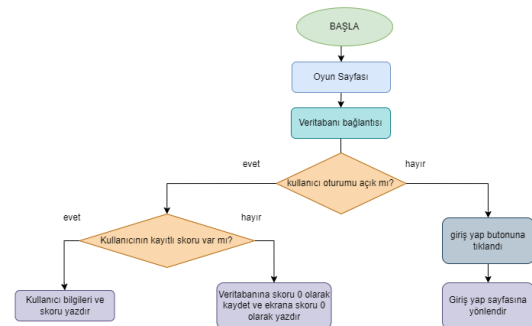 BAŞLA
Oyun Sayfası
Veritabanı bağlantısı
evet
hayır
kullanıcı oturumu açık mı?
evet
hayır
Kullanıcının kayıtlı skoru var mı?
giriş yap butonuna
tıklandı
Kullanıcı bilgileri ve
skoru yazdır
Veritabanına skoru 0 olarak
kaydet ve ekrana skoru 0
olarak yazdır
Giriş yap sayfasına
yönlendir